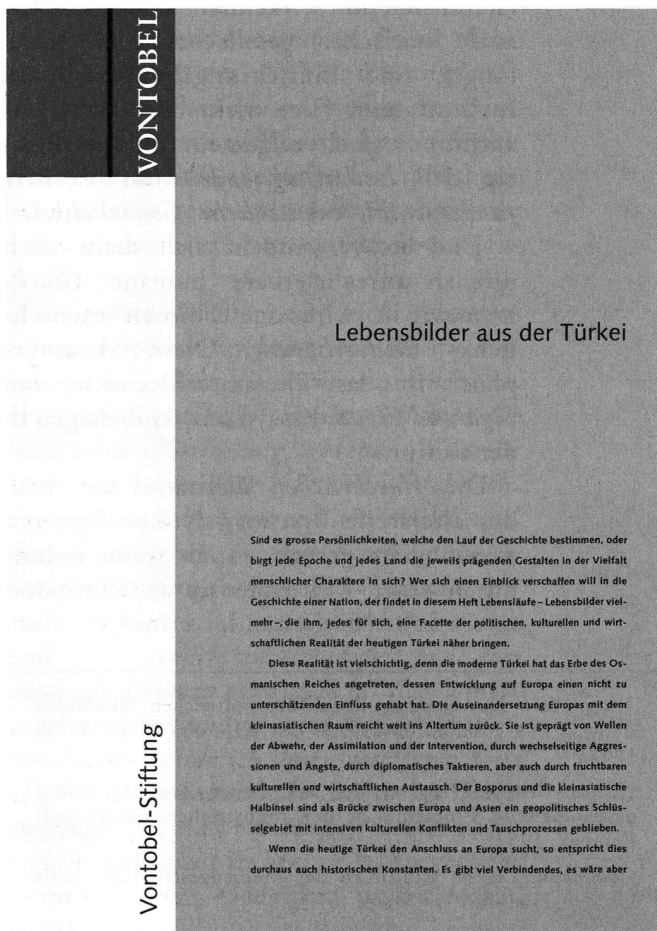 VONTOBEL
Lebensbilder aus der Türkei
Sind es grosse Persönlichkeiten, welche den Lauf der Geschichte bestimmen, oder
birgt jede Epoche und jedes Land die jeweils prägenden Gestalten in der Vielfalt
menschlicher Charaktere in sich? Wer sich einen Einblick verschaffen will in die
Geschichte einer Nation, der findet in diesem Heft Lebensläufe – Lebensbilder viel-
mehr –, die ihm, jedes für sich, eine Facette der politischen, kulturellen und wirt-
schaftlichen Realität der heutigen Türkei näher bringen.
Diese Realität ist vielschichtig, denn die moderne Türkei hat das Erbe des Os-
manischen Reiches angetreten, dessen Entwicklung auf Europa einen nicht zu
unterschätzenden Einfluss gehabt hat. Die Auseinandersetzung Europas mit dem
kleinasiatischen Raum reicht weit ins Altertum zurück. Sie ist geprägt von Wellen
der Abwehr, der Assimilation und der Intervention, durch wechselseitige Aggres-
sionen und Ängste, durch diplomatisches Taktieren, aber auch durch fruchtbaren
kulturellen und wirtschaftlichen Austausch. Der Bosporus und die kleinasiatische
Halbinsel sind als Brücke zwischen Europa und Asien ein geopolitisches Schlüs-
selgebiet mit intensiven kulturellen Konflikten und Tauschprozessen geblieben.
Wenn die heutige Türkei den Anschluss an Europa sucht, so entspricht dies
durchaus auch historischen Konstanten. Es gibt viel Verbindendes, es wäre aber
Vontobel-Stiftung